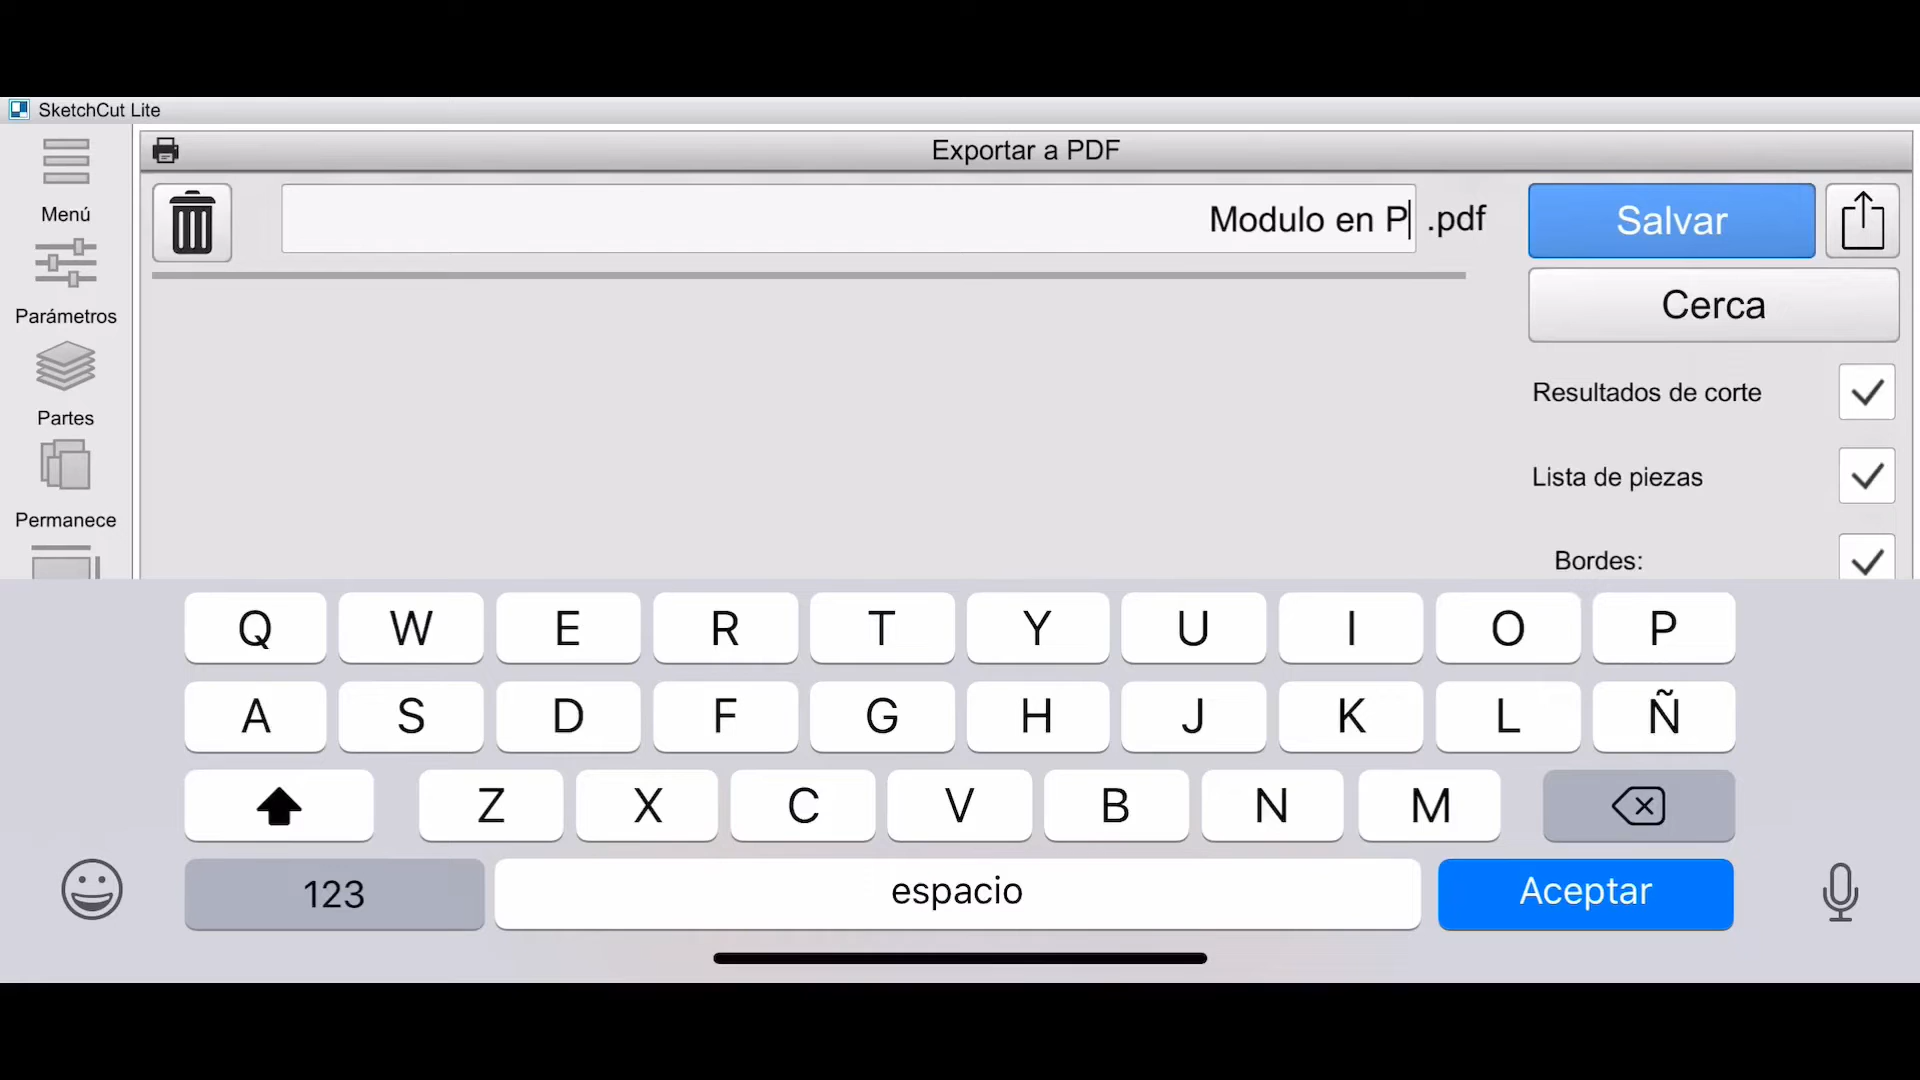 SketchCut Lite
Exportar a PDF
Menú
Parámetros
Partes
Permanece
Modulo en P .pdf
Salvar
Cerca
Resultados de corte
Lista de piezas
Bordes:
Q W E R T Y U I O P
A S D F G H J K L Ñ
Z X C V B N M
123 espacio Aceptar